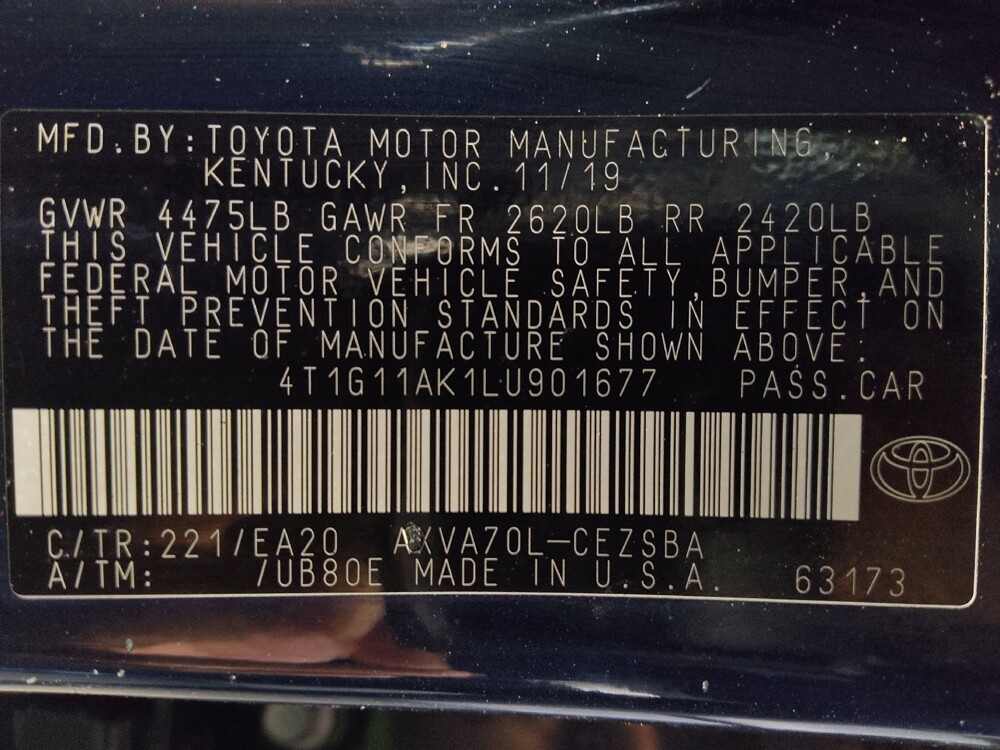 MFD.BY:TOYOTA MOTOR MANUFACTURING,
KENTUCKY,INC.11/19
GVWR 4475LB GAWR FR 2620LB RR 2420LB
THIS VEHICLE CONFORMS TO ALL APPLICABLE
FEDERAL MOTOR VEHICLE SAFETY,BUMPER,AND
THEFT PREVENTION STANDARDS IN EFFECT ON
THE DATE OF MANUFACTURE SHOWN ABOVE.
4T1G11AK1LU901677 PASS.CAR
C/TR:221/EA20 AXVA70L-CEZSBA
A/TM: /UB80E MADE IN U.S.A. 63173